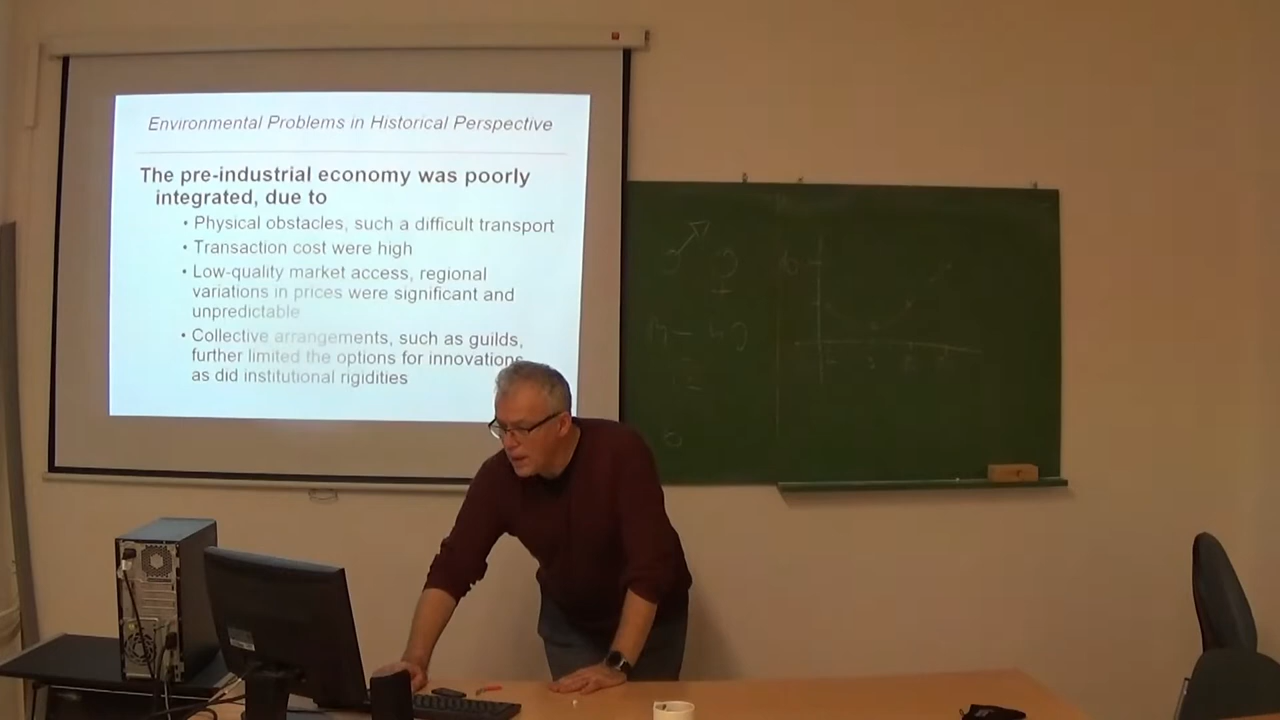 Environmental Problems in Historical Perspective
The pre-industrial economy was poorly
integrated, due to
• Physical obstacles, such a difficult transport
• Transaction cost were high
• Low-quality market access, regional
variations in prices were significant and
unpredictable
• Collective arrangements, such as guilds,
further limited the options for innovations
as did institutional rigidities